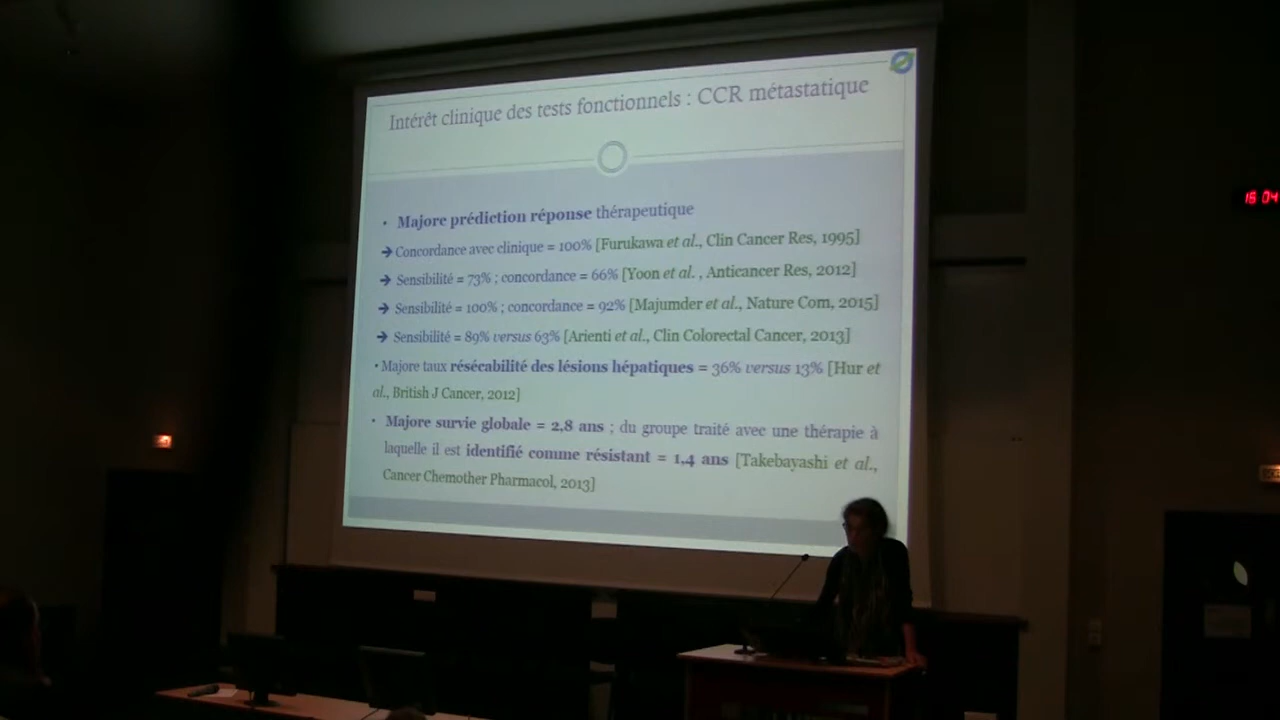 Intérêt clinique des tests fonctionnels : CCR métastatique
• Majore prédiction réponse thérapeutique
→ Concordance avec clinique = 100% [Furukawa et al., Clin Cancer Res, 1995]
→ Sensibilité = 73% ; concordance = 66% [Yoon et al. , Anticancer Res, 2012]
→ Sensibilité = 100% ; concordance = 92% [Majumder et al., Nature Com, 2015]
→ Sensibilité = 89% versus 63% [Arienti et al., Clin Colorectal Cancer, 2013]
• Majore taux résécabilité des lésions hépatiques = 36% versus 13% [Hur et
al., British J Cancer, 2012]
• Majore survie globale = 2,8 ans ; du groupe traité avec une thérapie à
laquelle il est identifié comme résistant = 1,4 ans [Takebayashi et al.,
Cancer Chemother Pharmacol, 2013]
16 04